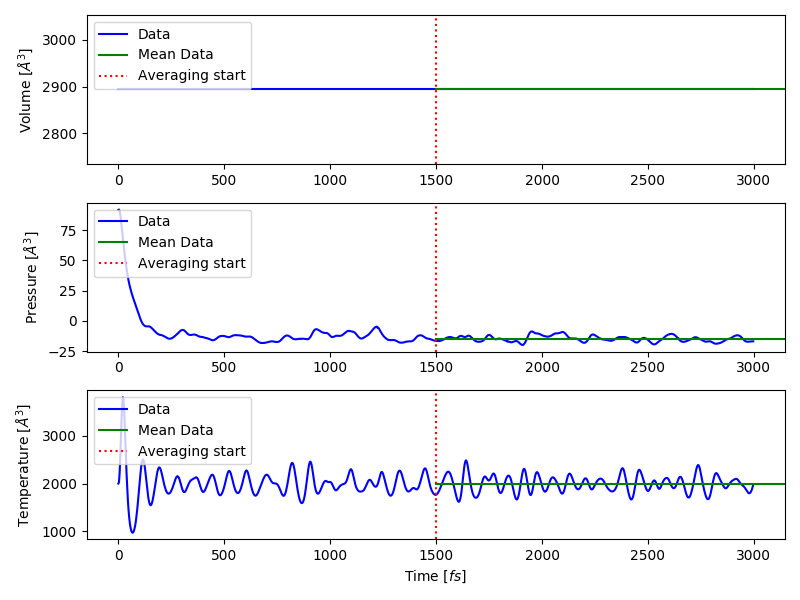 3000
2900
2800
Volume [Å³]
Data
Mean Data
Averaging start
0 500 1000 1500 2000 2500 3000
75
50
25
0
−25
Pressure [Å³]
Data
Mean Data
Averaging start
0 500 1000 1500 2000 2500 3000
3000
2000
1000
Temperature [Å³]
Data
Mean Data
Averaging start
0 500 1000 1500 2000 2500 3000
Time [fs]